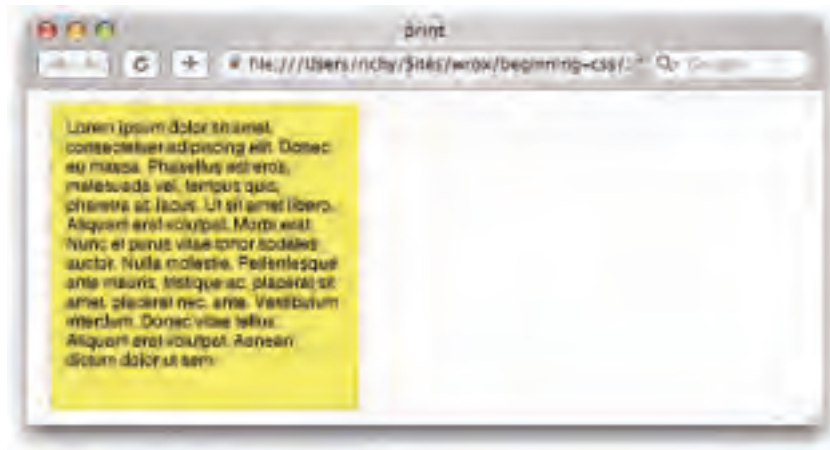 print
file:///Users/richy/Sites/wrox/beginning-css/
Lorem ipsum dolor sit amet,
consectetuer adipiscing elit. Donec
eu massa. Phasellus est eros,
malesuada vel, tempus quis,
pharetra at, lacus. Ut sit amet libero.
Aliquam erat volutpat. Morbi erat.
Nunc et purus vitae tortor sodales
auctor. Nulla molestie. Pellentesque
ante mauris, tristique ac, placerat sit
amet, placerat nec, ante. Vestibulum
interdum. Donec vitae tellus.
Aliquam erat volutpat. Aenean
dictum dolor ut sem.